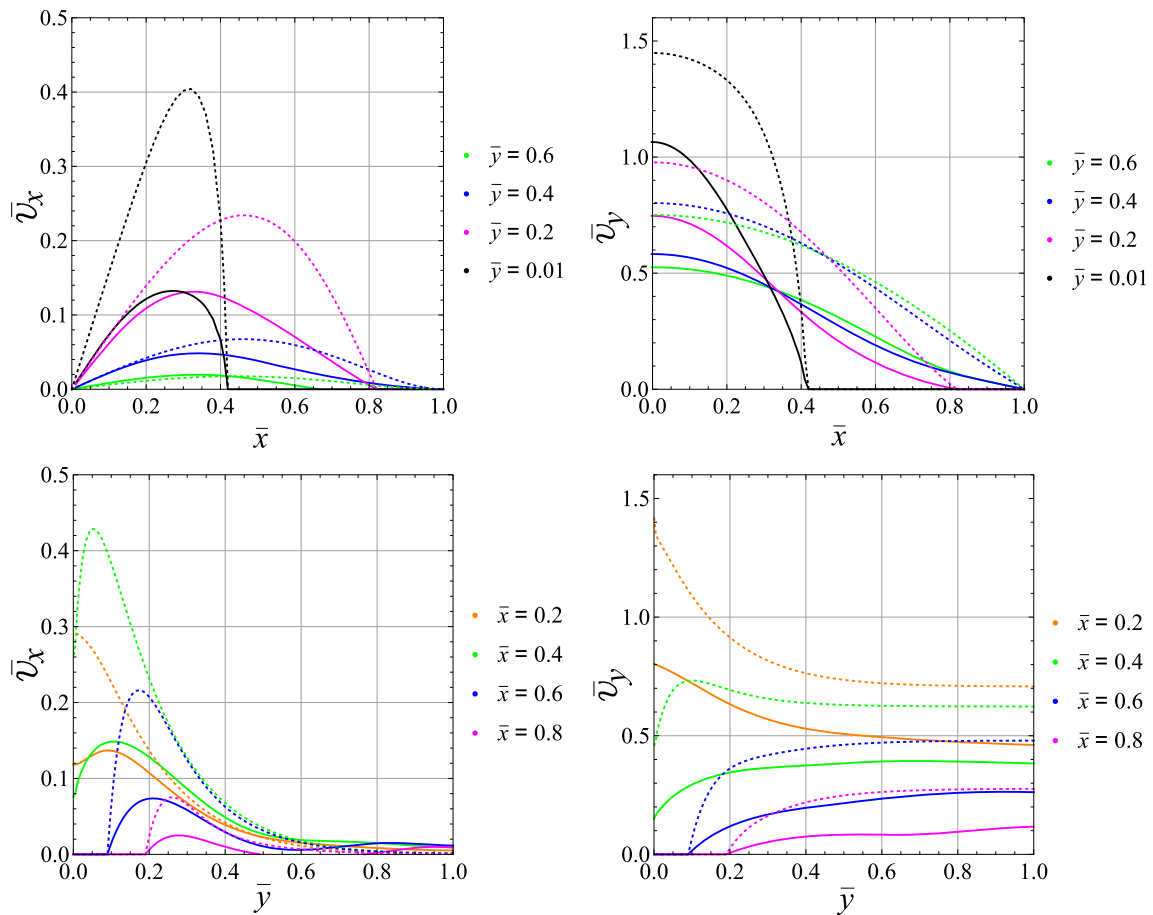 0.5
0.4
0.3
0.2
0.1
0.0
0.0 0.2 0.4 0.6 0.8 1.0
v̄x
x̄
ȳ = 0.6
ȳ = 0.4
ȳ = 0.2
ȳ = 0.01
1.5
1.0
0.5
0.0
0.0 0.2 0.4 0.6 0.8 1.0
v̄y
x̄
ȳ = 0.6
ȳ = 0.4
ȳ = 0.2
ȳ = 0.01
0.5
0.4
0.3
0.2
0.1
0.0
0.0 0.2 0.4 0.6 0.8 1.0
v̄x
ȳ
x̄ = 0.2
x̄ = 0.4
x̄ = 0.6
x̄ = 0.8
1.5
1.0
0.5
0.0
0.0 0.2 0.4 0.6 0.8 1.0
v̄y
ȳ
x̄ = 0.2
x̄ = 0.4
x̄ = 0.6
x̄ = 0.8